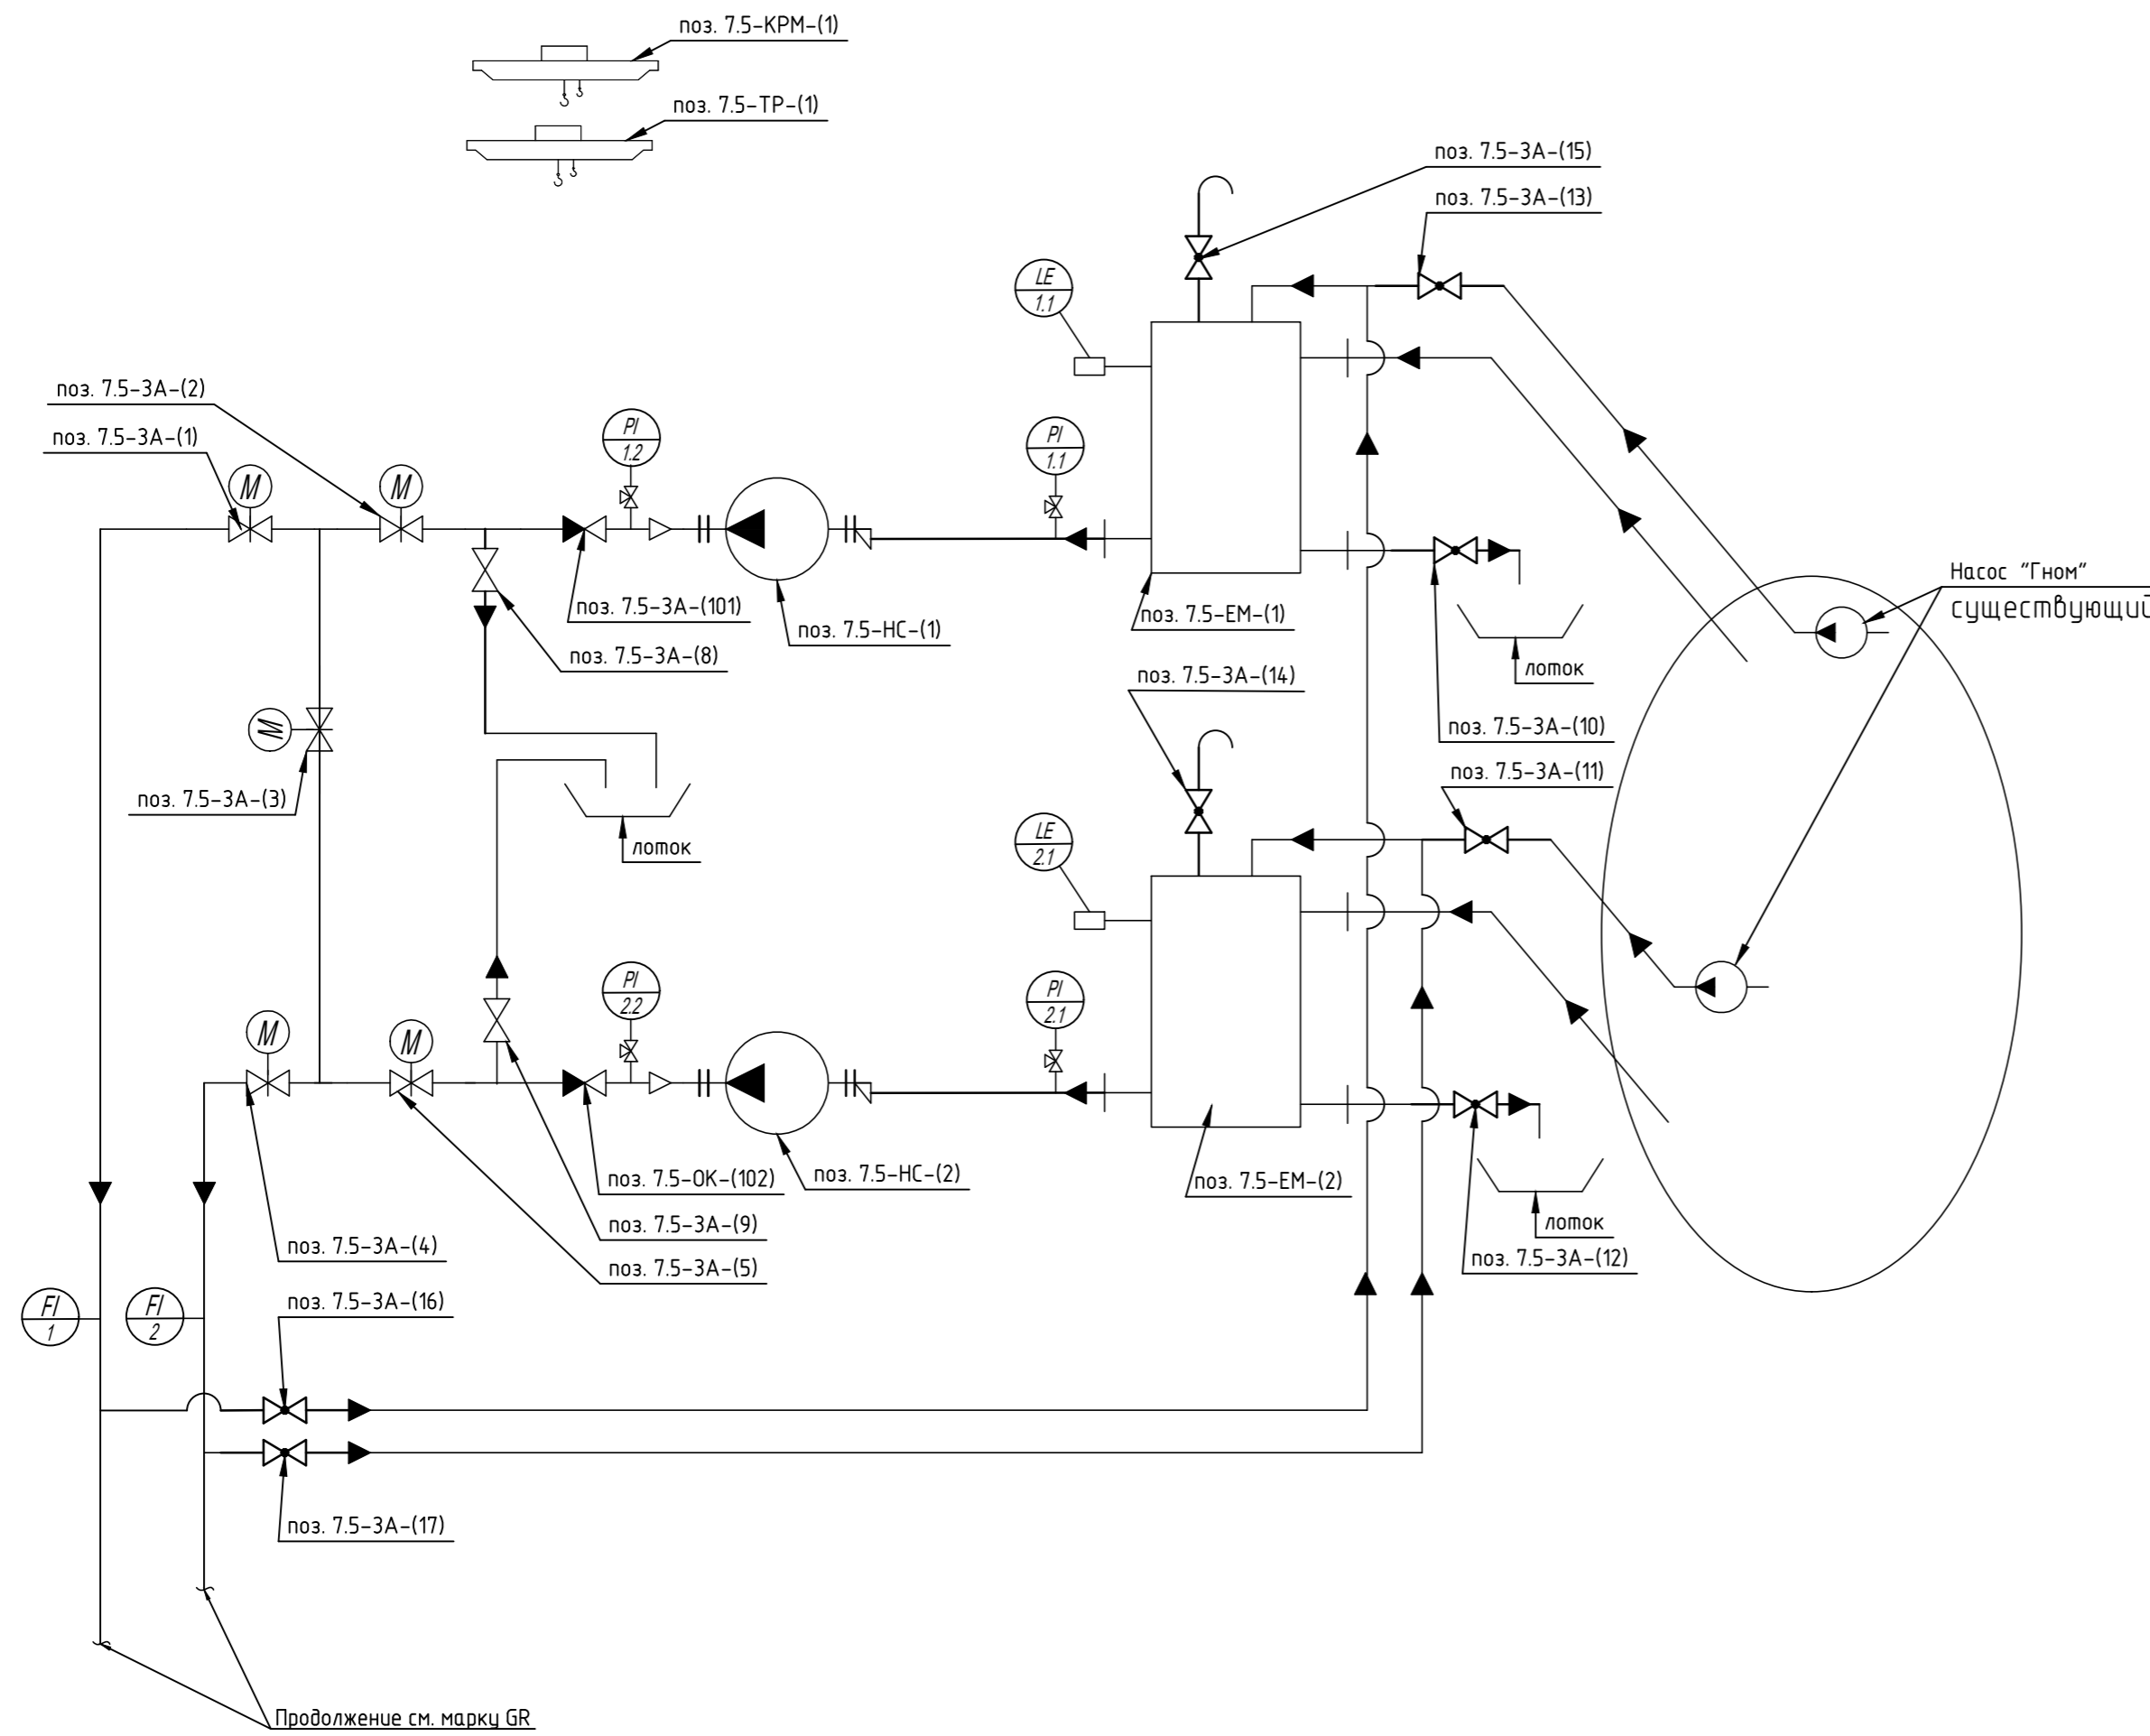 поз. 7.5-КРМ-(1)
поз. 7.5-ТР-(1)
поз. 7.5-ЗА-(15)
поз. 7.5-ЗА-(13)
LE
1.1
поз. 7.5-ЗА-(2)
поз. 7.5-ЗА-(1)
PI
1.2
PI
1.1
M
M
поз. 7.5-ЗА-(101)
поз. 7.5-НС-(1)
поз. 7.5-ЗА-(8)
поз. 7.5-ЕМ-(1)
Насос "Гном"
существующий
лоток
поз. 7.5-ЗА-(14)
поз. 7.5-ЗА-(10)
M
поз. 7.5-ЗА-(3)
поз. 7.5-ЗА-(11)
лоток
LE
2.1
PI
2.2
PI
2.1
M
M
поз. 7.5-ОК-(102)
поз. 7.5-НС-(2)
поз. 7.5-ЕМ-(2)
поз. 7.5-ЗА-(9)
лоток
поз. 7.5-ЗА-(4)
поз. 7.5-ЗА-(5)
поз. 7.5-ЗА-(12)
FI
1
FI
2
поз. 7.5-ЗА-(16)
поз. 7.5-ЗА-(17)
Продолжение см. марку GR